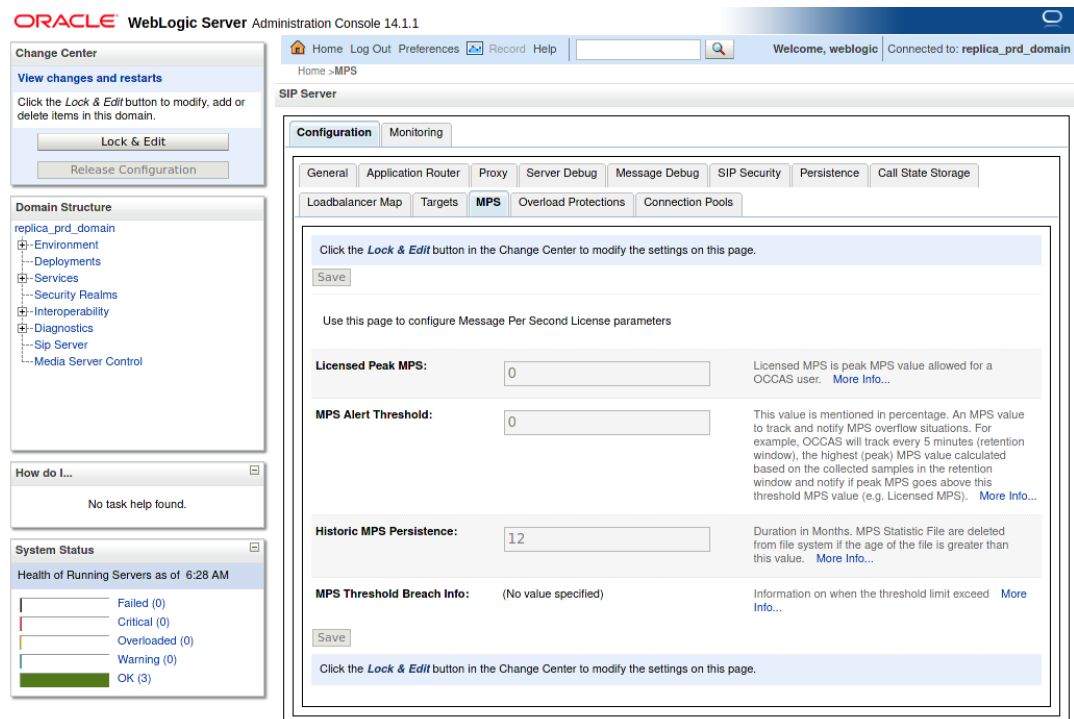 ORACLE WebLogic Server Administration Console 14.1.1
Change Center
View changes and restarts
Click the Lock & Edit button to modify, add or
delete items in this domain.
Lock & Edit
Release Configuration
Domain Structure
replica_prd_domain
Environment
Deployments
Services
Security Realms
Interoperability
Diagnostics
Sip Server
Media Server Control
How do I...
No task help found.
System Status
Health of Running Servers as of 6:28 AM
Failed (0)
Critical (0)
Overloaded (0)
Warning (0)
OK (3)
Home Log Out Preferences Record Help
Welcome, weblogic Connected to: replica_prd_domain
Home >MPS
SIP Server
Configuration Monitoring
General Application Router Proxy Server Debug Message Debug SIP Security Persistence Call State Storage
Loadbalancer Map Targets MPS Overload Protections Connection Pools
Click the Lock & Edit button in the Change Center to modify the settings on this page.
Save
Use this page to configure Message Per Second License parameters
Licensed Peak MPS:
0
Licensed MPS is peak MPS value allowed for a
OCCAS user. More Info...
MPS Alert Threshold:
0
This value is mentioned in percentage. An MPS value
to track and notify MPS overflow situations. For
example, OCCAS will track every 5 minutes (retention
window), the highest (peak) MPS value calculated
based on the collected samples in the retention
window and notify if peak MPS goes above this
threshold MPS value (e.g. Licensed MPS). More Info...
Historic MPS Persistence:
12
Duration in Months. MPS Statistic File are deleted
from file system if the age of the file is greater than
this value. More Info...
MPS Threshold Breach Info:
(No value specified)
Information on when the threshold limit exceed More
Info...
Save
Click the Lock & Edit button in the Change Center to modify the settings on this page.